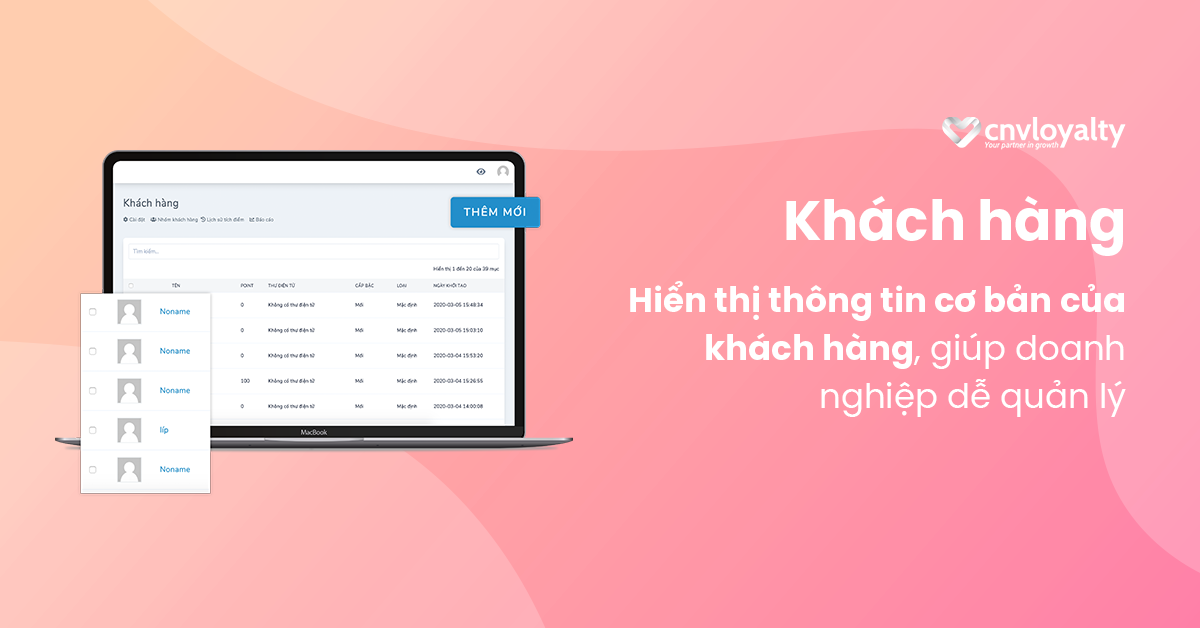 cnvloyalty
Your partner in growth
Khách hàng
Hiển thị thông tin cơ bản của
khách hàng, giúp doanh
nghiệp dễ quản lý
Khách hàng
Cài đặt Nhóm khách hàng Lịch sử tích điểm Báo cáo
THÊM MỚI
Tìm kiếm...
Hiển thị 1 đến 20 của 39 mục
TÊN POINT THƯ ĐIỆN TỬ CẤP BẬC LOẠI NGÀY KHỞI TẠO
Noname 0 Không có thư điện tử Mới Mặc định 2020-03-05 15:48:34
Noname 0 Không có thư điện tử Mới Mặc định 2020-03-05 15:03:10
Noname 0 Không có thư điện tử Mới Mặc định 2020-03-04 15:53:20
líp 100 Không có thư điện tử Mới Mặc định 2020-03-04 15:26:55
Noname 0 Không có thư điện tử Mới Mặc định 2020-03-04 14:00:08
MacBook